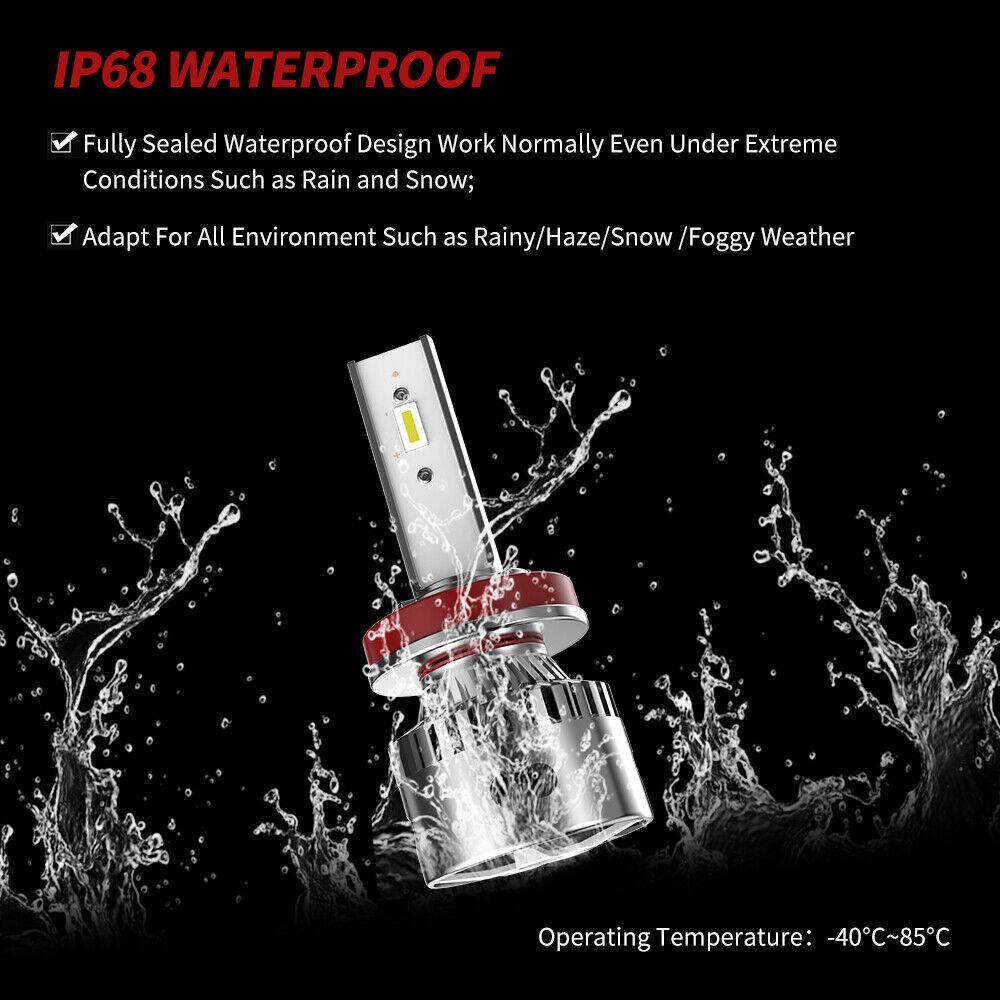 IP68 WATERPROOF
Fully Sealed Waterproof Design Work Normally Even Under Extreme
Conditions Such as Rain and Snow;
Adapt For All Environment Such as Rainy/Haze/Snow /Foggy Weather
Operating Temperature: -40°C~85°C